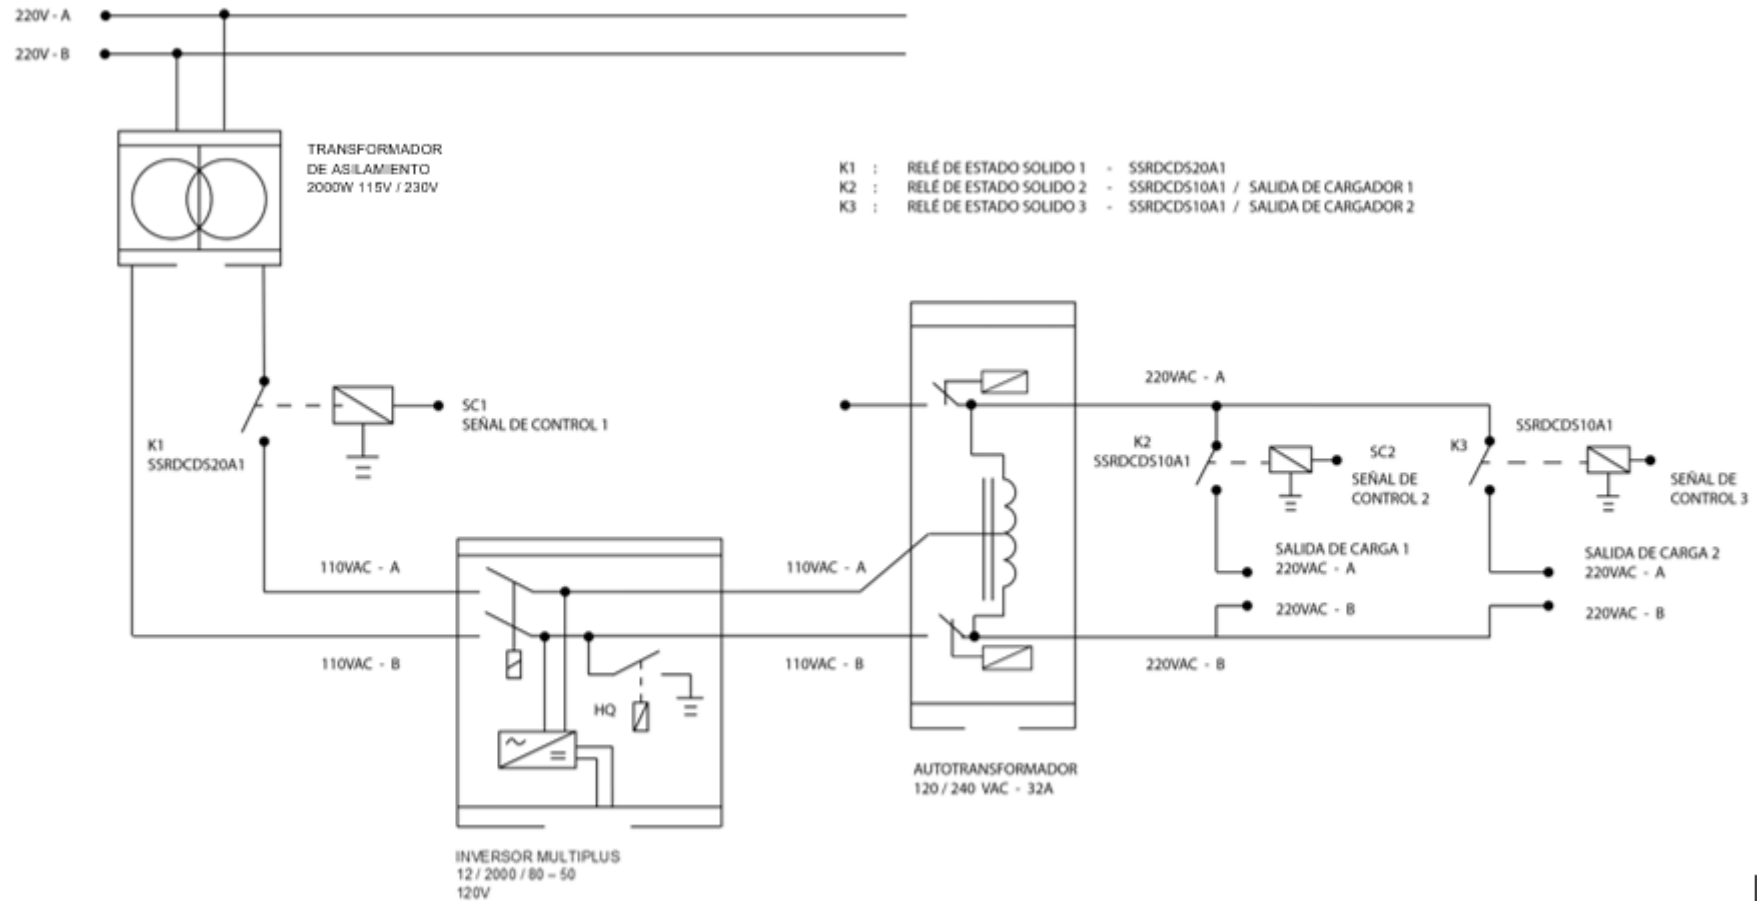 220V - A
220V - B
TRANSFORMADOR
DE ASILAMIENTO
2000W 115V / 230V
K1 : RELÉ DE ESTADO SOLIDO 1 - SSRDCDS20A1
K2 : RELÉ DE ESTADO SOLIDO 2 - SSRDCDS10A1 / SALIDA DE CARGADOR 1
K3 : RELÉ DE ESTADO SOLIDO 3 - SSRDCDS10A1 / SALIDA DE CARGADOR 2
K1
SSRDCDS20A1
SC1
SEÑAL DE CONTROL 1
110VAC - A
110VAC - B
HQ
INVERSOR MULTIPLUS
12 / 2000 / 80 – 50
120V
110VAC - A
110VAC - B
AUTOTRANSFORMADOR
120 / 240 VAC - 32A
220VAC - A
K2
SSRDCDS10A1
SC2
SEÑAL DE
CONTROL 2
K3
SSRDCDS10A1
SEÑAL DE
CONTROL 3
SALIDA DE CARGA 1
220VAC - A
220VAC - B
SALIDA DE CARGA 2
220VAC - A
220VAC - B
220VAC - B